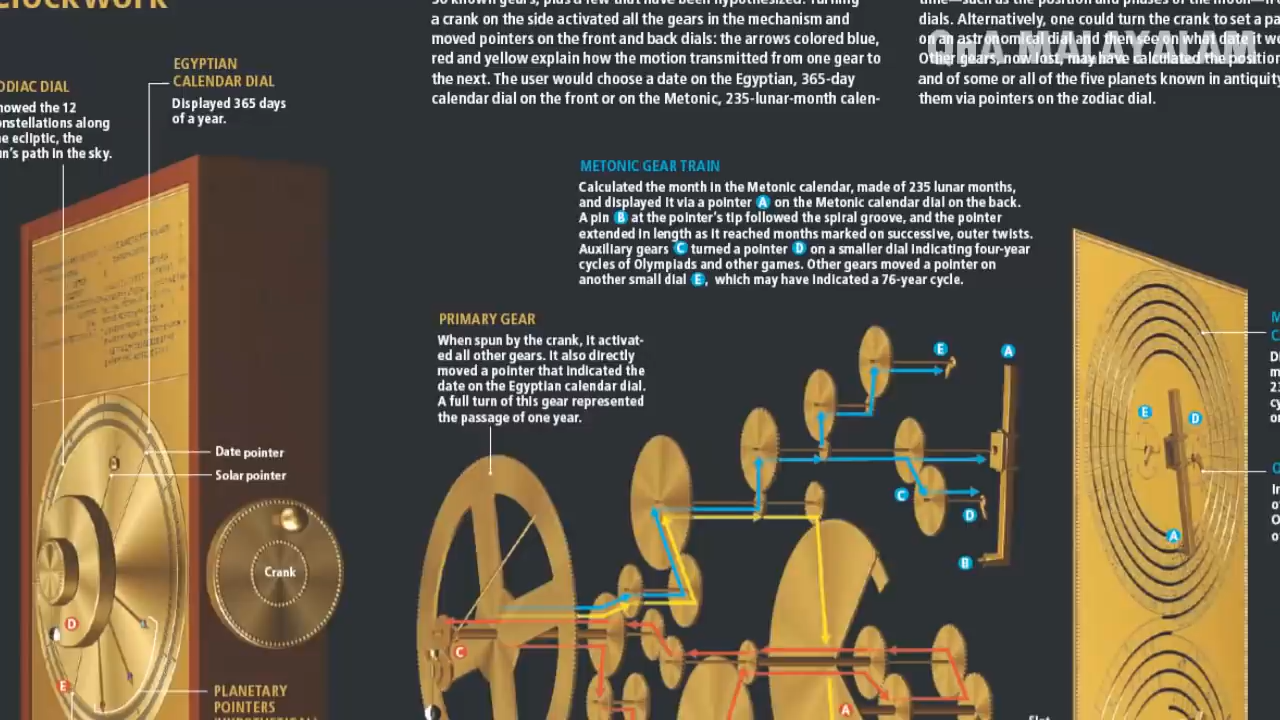 CLOCKWORK
known gears, plus a few that have been hypothesized. Turning
a crank on the side activated all the gears in the mechanism and
moved pointers on the front and back dials: the arrows colored blue,
red and yellow explain how the motion transmitted from one gear to
the next. The user would choose a date on the Egyptian, 365-day
calendar dial on the front or on the Metonic, 235-lunar-month calen-
such as the position and phases of the moon
dials. Alternatively, one could turn the crank to set a pa
on an astronomical dial and then see on what date it wo
Other gears, now lost, may have calculated the position
and of some or all of the five planets known in antiquity
them via pointers on the zodiac dial.
Q&A MALAYALAM
ODIAC DIAL
howed the 12
onstellations along
e ecliptic, the
n's path in the sky.
EGYPTIAN
CALENDAR DIAL
Displayed 365 days
of a year.
METONIC GEAR TRAIN
Calculated the month in the Metonic calendar, made of 235 lunar months,
and displayed it via a pointer A on the Metonic calendar dial on the back.
A pin B at the pointer's tip followed the spiral groove, and the pointer
extended in length as it reached months marked on successive, outer twists.
Auxiliary gears C turned a pointer D on a smaller dial indicating four-year
cycles of Olympiads and other games. Other gears moved a pointer on
another small dial E, which may have indicated a 76-year cycle.
PRIMARY GEAR
When spun by the crank, it activat-
ed all other gears. It also directly
moved a pointer that indicated the
date on the Egyptian calendar dial.
A full turn of this gear represented
the passage of one year.
Date pointer
Solar pointer
Crank
PLANETARY
POINTERS
(HYPOTHETICAL)
D
E
C
A
E
A
C
D
B
E
D
A
M
C
Di
m
23
cy
or
O
In
of
O
o
Slot